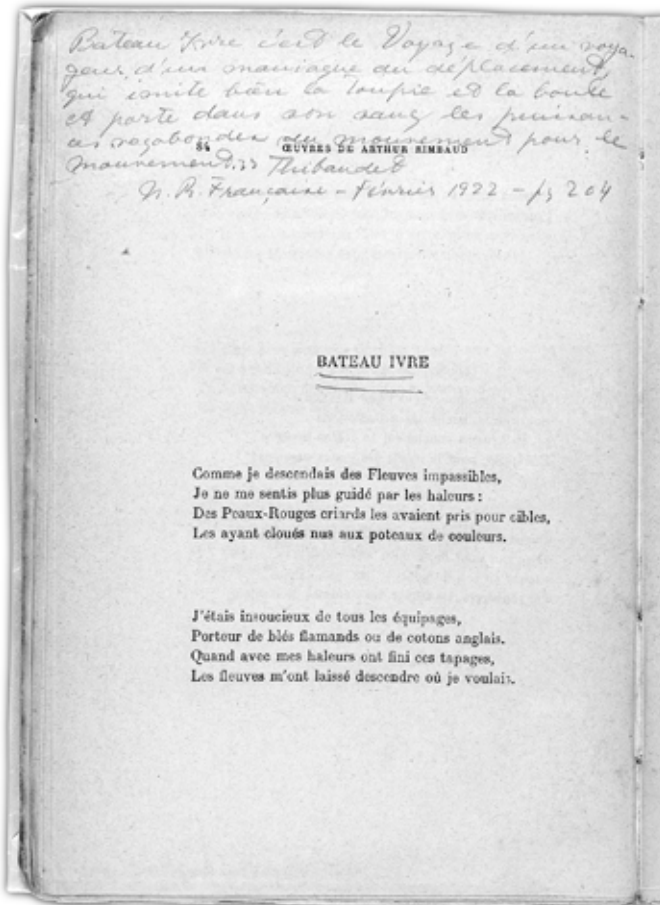 Bateau Ivre c'est le Voyage d'un voya-
geur, d'un maniaque du déplacement,
qui imite bien la toupie et la boule
et porte dans son sang les puissan-
ces vagabondes du mouvement pour le
84 ŒUVRES DE ARTHUR RIMBAUD
mouvement.» Thibaudet
N. R. Française - Février 1922 - pg 204
BATEAU IVRE
Comme je descendais des Fleuves impassibles,
Je ne me sentis plus guidé par les haleurs :
Des Peaux-Rouges criards les avaient pris pour cibles,
Les ayant cloués nus aux poteaux de couleurs.
J'étais insoucieux de tous les équipages,
Porteur de blés flamands ou de cotons anglais.
Quand avec mes haleurs ont fini ces tapages,
Les fleuves m'ont laissé descendre où je voulais.